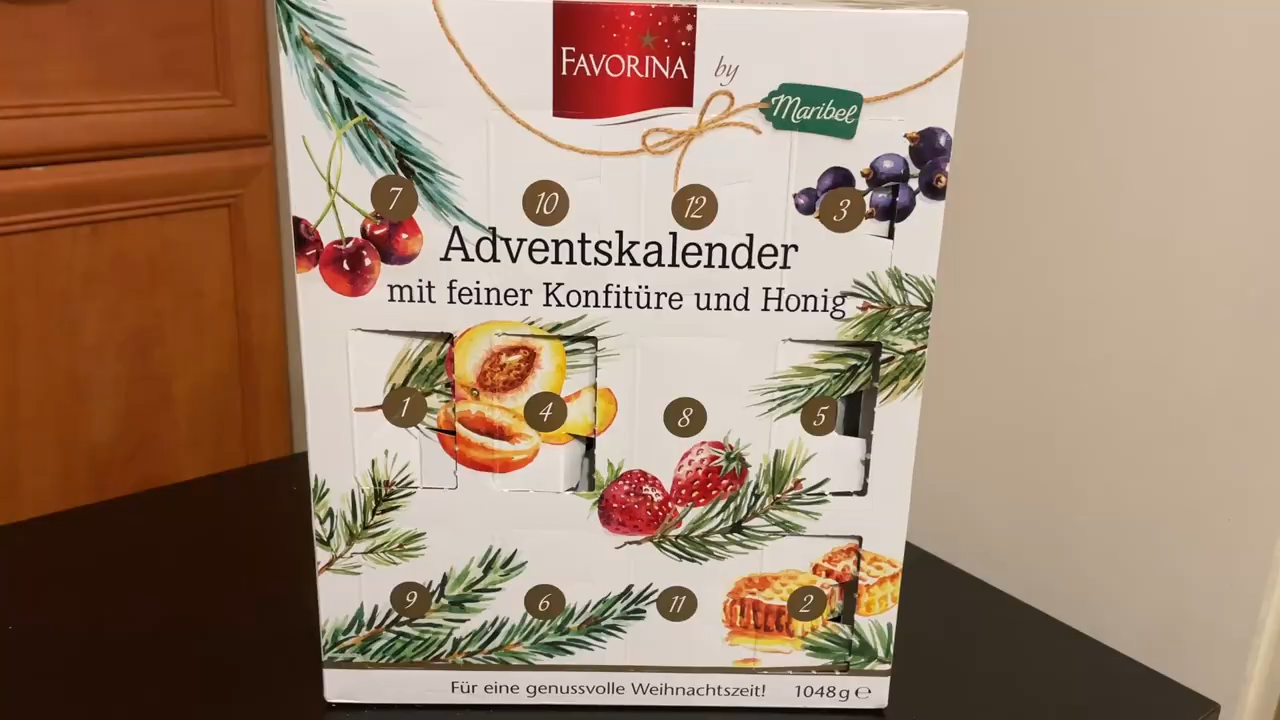 FAVORINA
by
Maribel
7
10
12
3
Adventskalender
mit feiner Konfitüre und Honig
1
4
8
5
9
6
11
2
Für eine genussvolle Weihnachtszeit!
1048g ℮